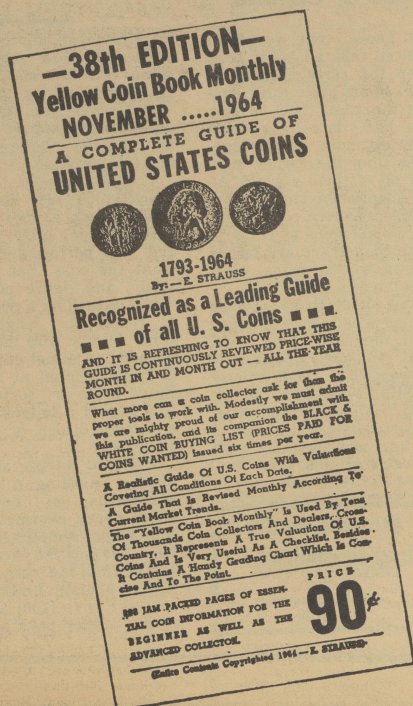 —38th EDITION—
Yellow Coin Book Monthly
NOVEMBER .....1964
A COMPLETE GUIDE OF
UNITED STATES COINS
1793-1964
By:—E. STRAUSS
Recognized as a Leading Guide
of all U. S. Coins
AND IT IS REFRESHING TO KNOW THAT THIS
GUIDE IS CONTINUOUSLY REVIEWED PRICE-WISE
MONTH IN AND MONTH OUT — ALL THE YEAR
ROUND.
What more can a coin collector ask for than the
proper tools to work with. Modestly we must admit
we are mighty proud of our accomplishment with
this publication, and its companion the BLACK &
WHITE COIN BUYING LIST (PRICES PAID FOR
COINS WANTED) issued six times per year.
A Realistic Guide Of U.S. Coins With Valuations
Covering All Conditions Of Each Date.
A Guide That Is Revised Monthly According To
Current Market Trends.
The "Yellow Coin Book Monthly" Is Used By Tens
Of Thousands Coin Collectors And Dealers, Cross-
Country. It Represents A True Valuation Of U.S.
Coins And Is Very Useful As A Checklist. Besides
It Contains A Handy Grading Chart Which Is Con-
cise And To The Point.
JAM PACKED PAGES OF ESSEN-
TIAL COIN INFORMATION FOR THE
BEGINNER AS WELL AS THE
ADVANCED COLLECTOR.
PRICE
90¢
(Entire Contents Copyrighted 1964 — E. STRAUSS)